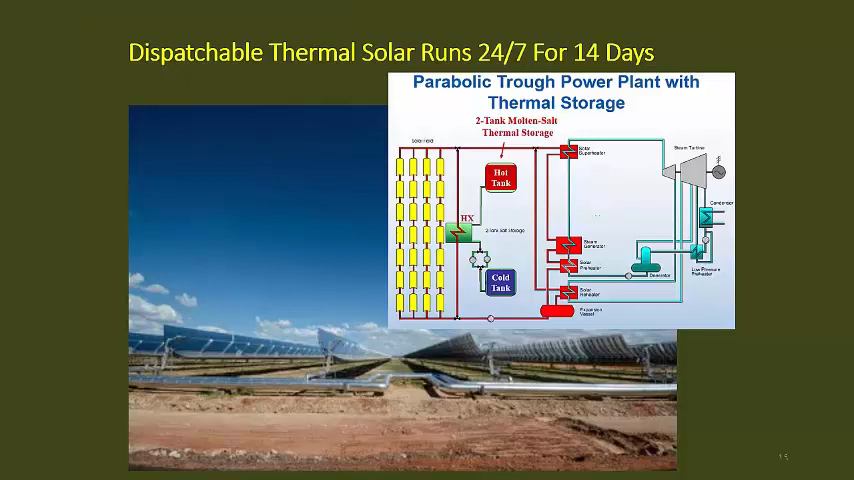 Dispatchable Thermal Solar Runs 24/7 For 14 Days
Parabolic Trough Power Plant with
Thermal Storage
2-Tank Molten-Salt
Thermal Storage
Solar Field
Solar
Superheater
Steam Turbine
Hot
Tank
Condenser
HX
2-Tank Salt Storage
Steam
Generator
Solar
Preheater
Cold
Tank
Deaerator
Low Pressure
Preheater
Solar
Reheater
Expansion
Vessel
15